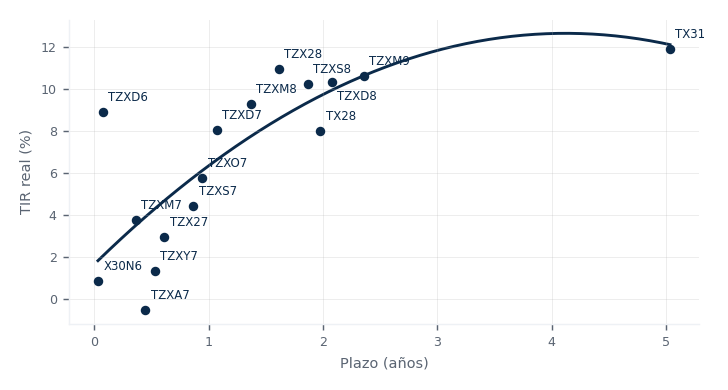 TX31
TZXM9
TZX28
TZXS8
TZXM8
TZXD8
TZXD6
TZXD7
TX28
TZXO7
TZXS7
TZXM7
TZX27
TZXY7
X30N6
TZXA7
12
10
8
6
4
2
0
TIR real (%)
0 1 2 3 4 5
Plazo (años)